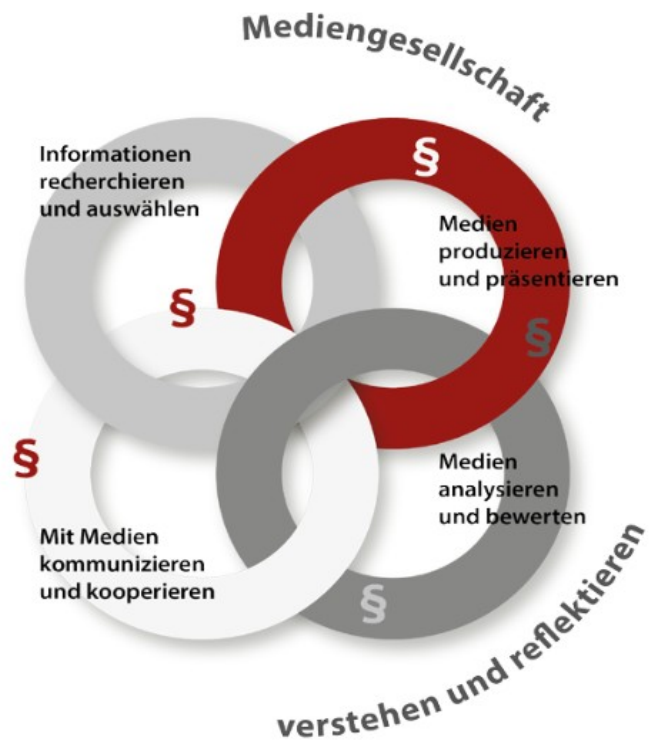 Mediengesellschaft
Informationen
recherchieren
und auswählen
§
Medien
produzieren
und präsentieren
§
§
§
Medien
analysieren
und bewerten
Mit Medien
kommunizieren
und kooperieren
§
verstehen und reflektieren